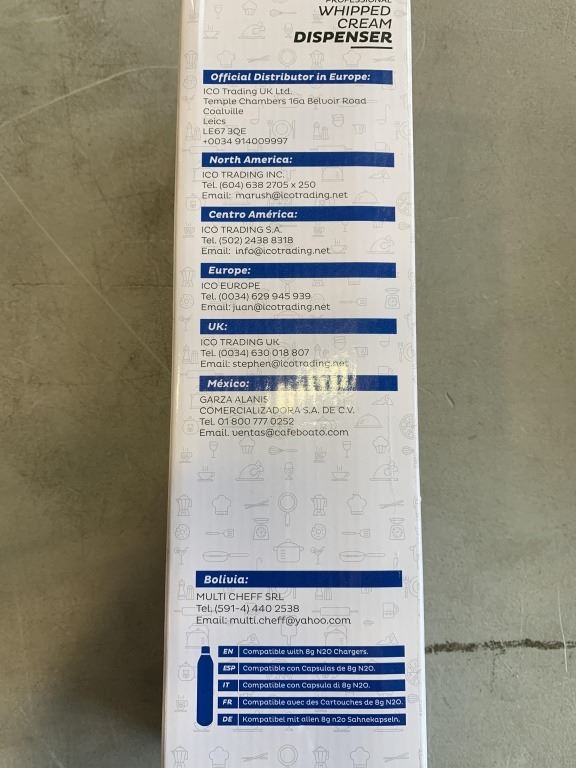 PROFESSIONAL
WHIPPED
CREAM
DISPENSER
Official Distributor in Europe:
ICO Trading UK Ltd.
Temple Chambers 16a Belvoir Road
Coalville
Leics
LE67 3QE
+0034 914009997
North America:
ICO TRADING INC.
Tel. (604) 638 2705 x 250
Email: marush@icotrading.net
Centro América:
ICO TRADING S.A.
Tel. (502) 2438 8318
Email: info@icotrading.net
Europe:
ICO EUROPE
Tel. (0034) 629 945 939
Email: juan@icotrading.net
UK:
ICO TRADING UK
Tel. (0034) 630 018 807
Email: stephen@icotrading.net
México:
GARZA ALANIS
COMERCIALIZADORA S.A. DE C.V.
Tel. 01 800 777 0252
Email. ventas@cafeboato.com
Bolivia:
MULTI CHEFF SRL
Tel. (591-4) 440 2538
Email: multi.cheff@yahoo.com
EN Compatible with 8g N2O Chargers.
ESP Compatible con Capsulas de 8g N2O.
IT Compatible con Capsula di 8g N2O.
FR Compatible avec des Cartouches de 8g N2O.
DE Kompatibel mit allen 8g n2o Sahnekapseln.